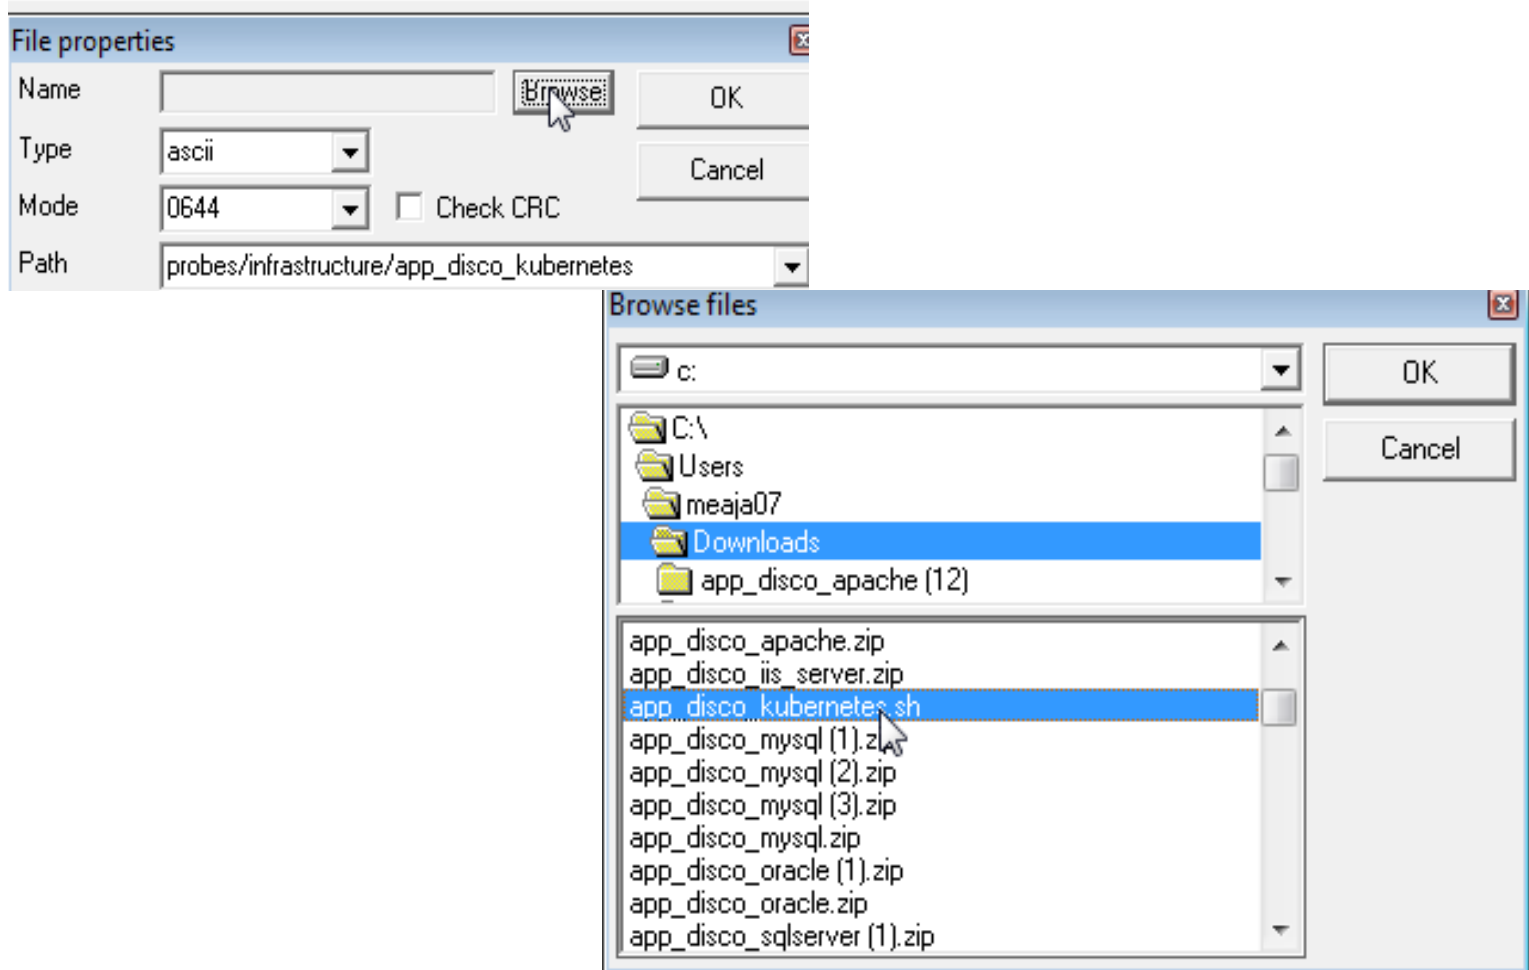 File properties
Name
Browse
OK
Type
ascii
Cancel
Mode
0644
Check CRC
Path
probes/infrastructure/app_disco_kubernetes
Browse files
c:
OK
C:\
Cancel
Users
meaja07
Downloads
app_disco_apache (12)
app_disco_apache.zip
app_disco_iis_server.zip
app_disco_kubernetes.sh
app_disco_mysql (1).zip
app_disco_mysql (2).zip
app_disco_mysql (3).zip
app_disco_mysql.zip
app_disco_oracle (1).zip
app_disco_oracle.zip
app_disco_sqlserver (1).zip